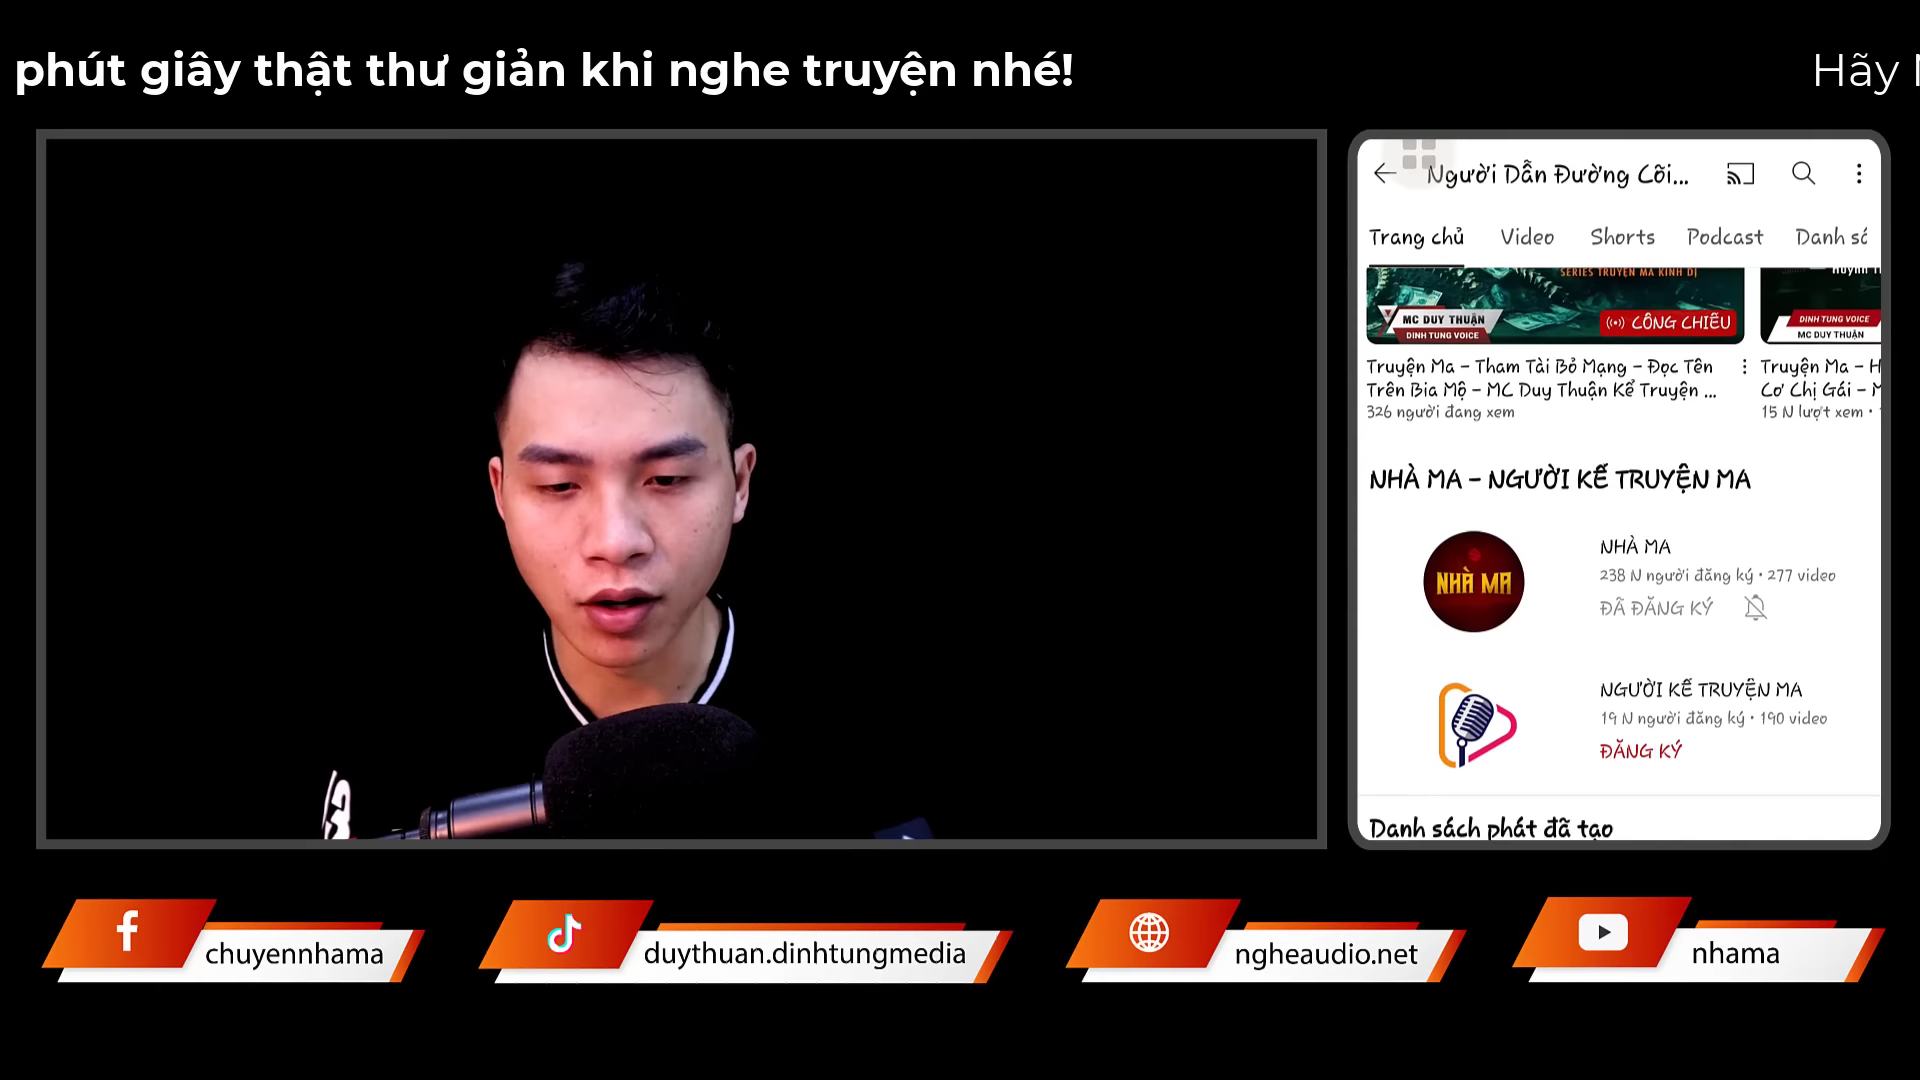 phút giây thật thư giản khi nghe truyện nhé!
Hãy
Người Dẫn Đường Cõi...
Trang chủ
Video
Shorts
Podcast
Danh sá
SERIES TRUYỆN MA KINH DỊ
MC DUY THUẬN
DINH TUNG VOICE
CÔNG CHIẾU
DINH TUNG VOICE
MC DUY THUẬN
Truyện Ma - Tham Tài Bỏ Mạng - Đọc Tên
Trên Bia Mộ - MC Duy Thuận Kể Truyện ...
326 người đang xem
Truyện Ma - H
Cơ Chị Gái - M
15 N lượt xem •
NHÀ MA - NGƯỜI KỂ TRUYỆN MA
NHÀ MA
NHÀ MA
238 N người đăng ký • 277 video
ĐÃ ĐĂNG KÝ
NGƯỜI KỂ TRUYỆN MA
19 N người đăng ký • 190 video
ĐĂNG KÝ
Danh sách phát đã tạo
chuyennhama
duythuan.dinhtungmedia
ngheaudio.net
nhama